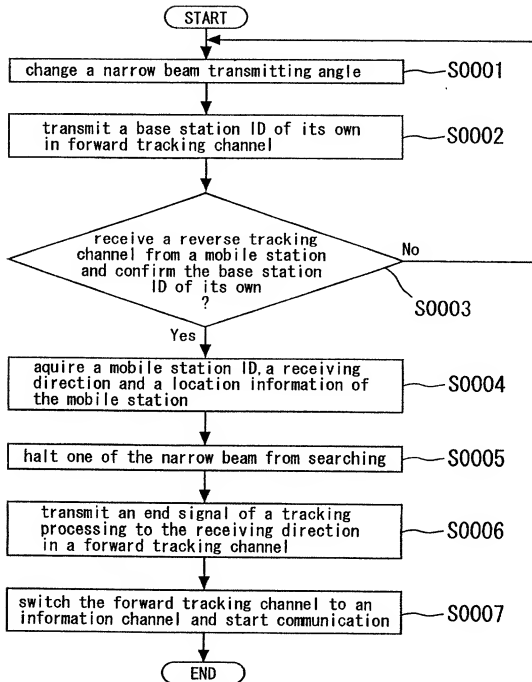 START
change a narrow beam transmitting angle
S0001
transmit a base station ID of its own
in forward tracking channel
S0002
receive a reverse tracking
channel from a mobile station
and confirm the base station
ID of its own
?
No
S0003
Yes
aquire a mobile station ID, a receiving
direction and a location information of
the mobile station
S0004
halt one of the narrow beam from searching
S0005
transmit an end signal of a tracking
processing to the receiving direction
in a forward tracking channel
S0006
switch the forward tracking channel to an
information channel and start communication
S0007
END